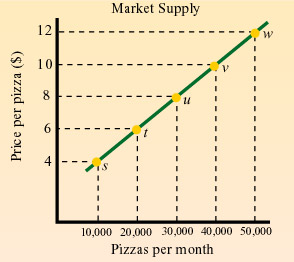 Market Supply
Price per pizza ($)
12
10
8
6
4
w
v
u
t
s
10,000 20,000 30,000 40,000 50,000
Pizzas per month